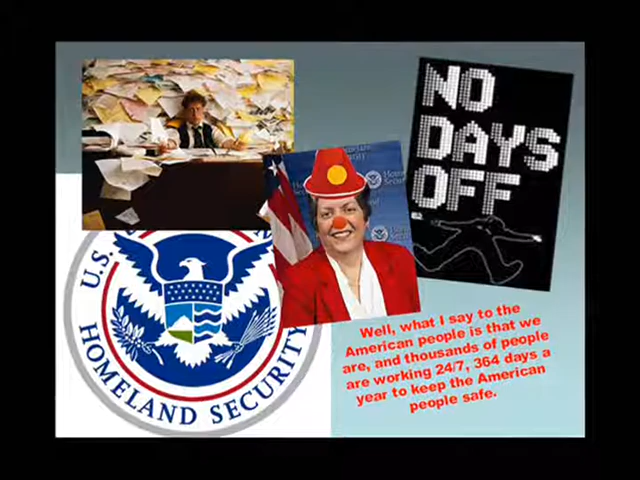 NO
DAYS
OFF
U.S.
HOMELAND SECURITY
Well, what I say to the
American people is that we
are, and thousands of people
are working 24/7, 364 days a
year to keep the American
people safe.